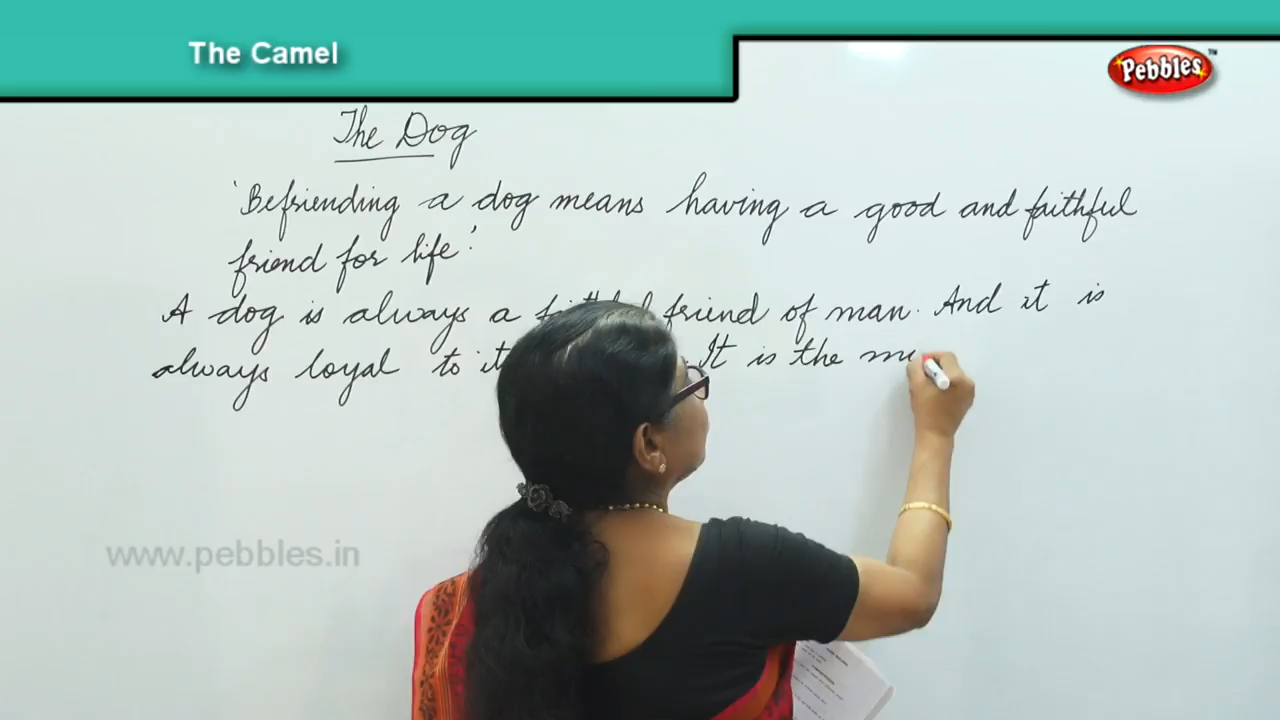 The Camel
Pebbles
TM
The Dog
'Befriending a dog means having a good and faithful
friend for life.'
A dog is always a friend of man. And it is
always loyal to It is the
www.pebbles.in